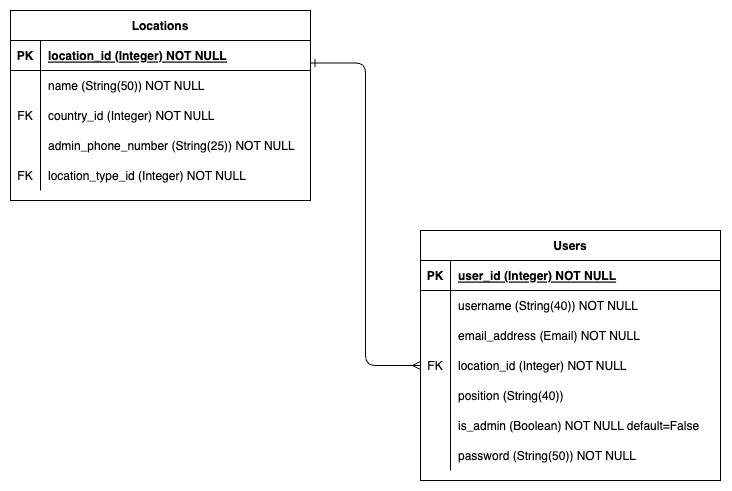 Locations
PK location_id (Integer) NOT NULL
name (String(50)) NOT NULL
FK country_id (Integer) NOT NULL
admin_phone_number (String(25)) NOT NULL
FK location_type_id (Integer) NOT NULL
Users
PK user_id (Integer) NOT NULL
username (String(40)) NOT NULL
email_address (Email) NOT NULL
FK location_id (Integer) NOT NULL
position (String(40))
is_admin (Boolean) NOT NULL default=False
password (String(50)) NOT NULL